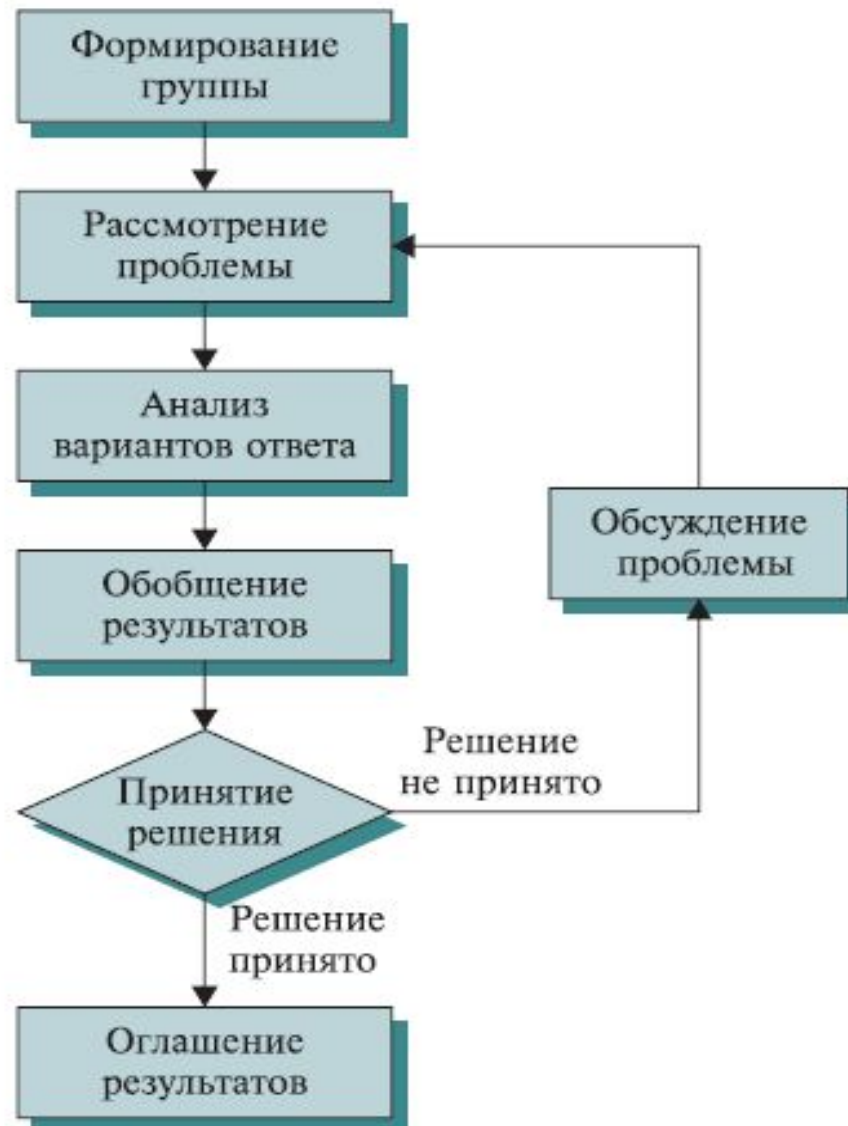 Формирование
группы
Рассмотрение
проблемы
Анализ
вариантов ответа
Обсуждение
проблемы
Обобщение
результатов
Решение
не принято
Принятие
решения
Решение
принято
Оглашение
результатов